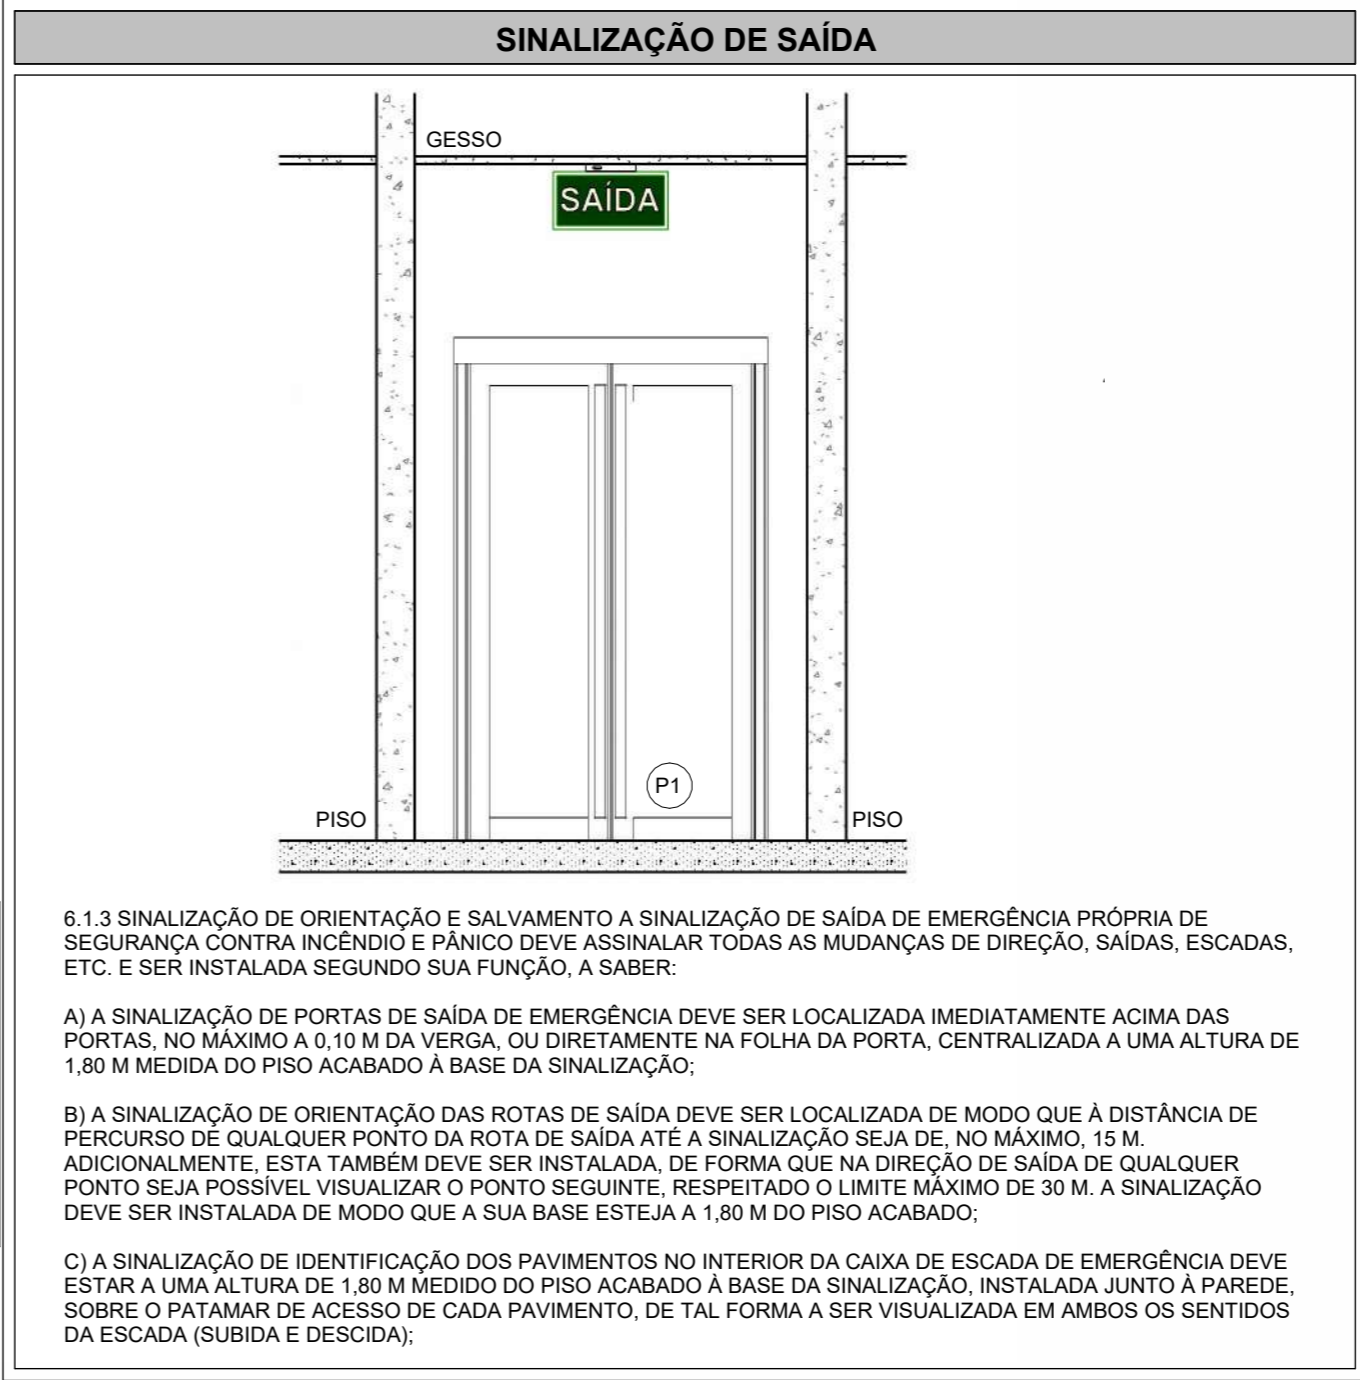 SINALIZAÇÃO DE SAÍDA
GESSO
SAÍDA
P1
PISO
PISO
6.1.3 SINALIZAÇÃO DE ORIENTAÇÃO E SALVAMENTO A SINALIZAÇÃO DE SAÍDA DE EMERGÊNCIA PRÓPRIA DE
SEGURANÇA CONTRA INCÊNDIO E PÂNICO DEVE ASSINALAR TODAS AS MUDANÇAS DE DIREÇÃO, SAÍDAS, ESCADAS,
ETC. E SER INSTALADA SEGUNDO SUA FUNÇÃO, A SABER:
A) A SINALIZAÇÃO DE PORTAS DE SAÍDA DE EMERGÊNCIA DEVE SER LOCALIZADA IMEDIATAMENTE ACIMA DAS
PORTAS, NO MÁXIMO A 0,10 M DA VERGA, OU DIRETAMENTE NA FOLHA DA PORTA, CENTRALIZADA A UMA ALTURA DE
1,80 M MEDIDA DO PISO ACABADO À BASE DA SINALIZAÇÃO;
B) A SINALIZAÇÃO DE ORIENTAÇÃO DAS ROTAS DE SAÍDA DEVE SER LOCALIZADA DE MODO QUE À DISTÂNCIA DE
PERCURSO DE QUALQUER PONTO DA ROTA DE SAÍDA ATÉ A SINALIZAÇÃO SEJA DE, NO MÁXIMO, 15 M.
ADICIONALMENTE, ESTA TAMBÉM DEVE SER INSTALADA, DE FORMA QUE NA DIREÇÃO DE SAÍDA DE QUALQUER
PONTO SEJA POSSÍVEL VISUALIZAR O PONTO SEGUINTE, RESPEITADO O LIMITE MÁXIMO DE 30 M. A SINALIZAÇÃO
DEVE SER INSTALADA DE MODO QUE A SUA BASE ESTEJA A 1,80 M DO PISO ACABADO;
C) A SINALIZAÇÃO DE IDENTIFICAÇÃO DOS PAVIMENTOS NO INTERIOR DA CAIXA DE ESCADA DE EMERGÊNCIA DEVE
ESTAR A UMA ALTURA DE 1,80 M MEDIDO DO PISO ACABADO À BASE DA SINALIZAÇÃO, INSTALADA JUNTO À PAREDE,
SOBRE O PATAMAR DE ACESSO DE CADA PAVIMENTO, DE TAL FORMA A SER VISUALIZADA EM AMBOS OS SENTIDOS
DA ESCADA (SUBIDA E DESCIDA);